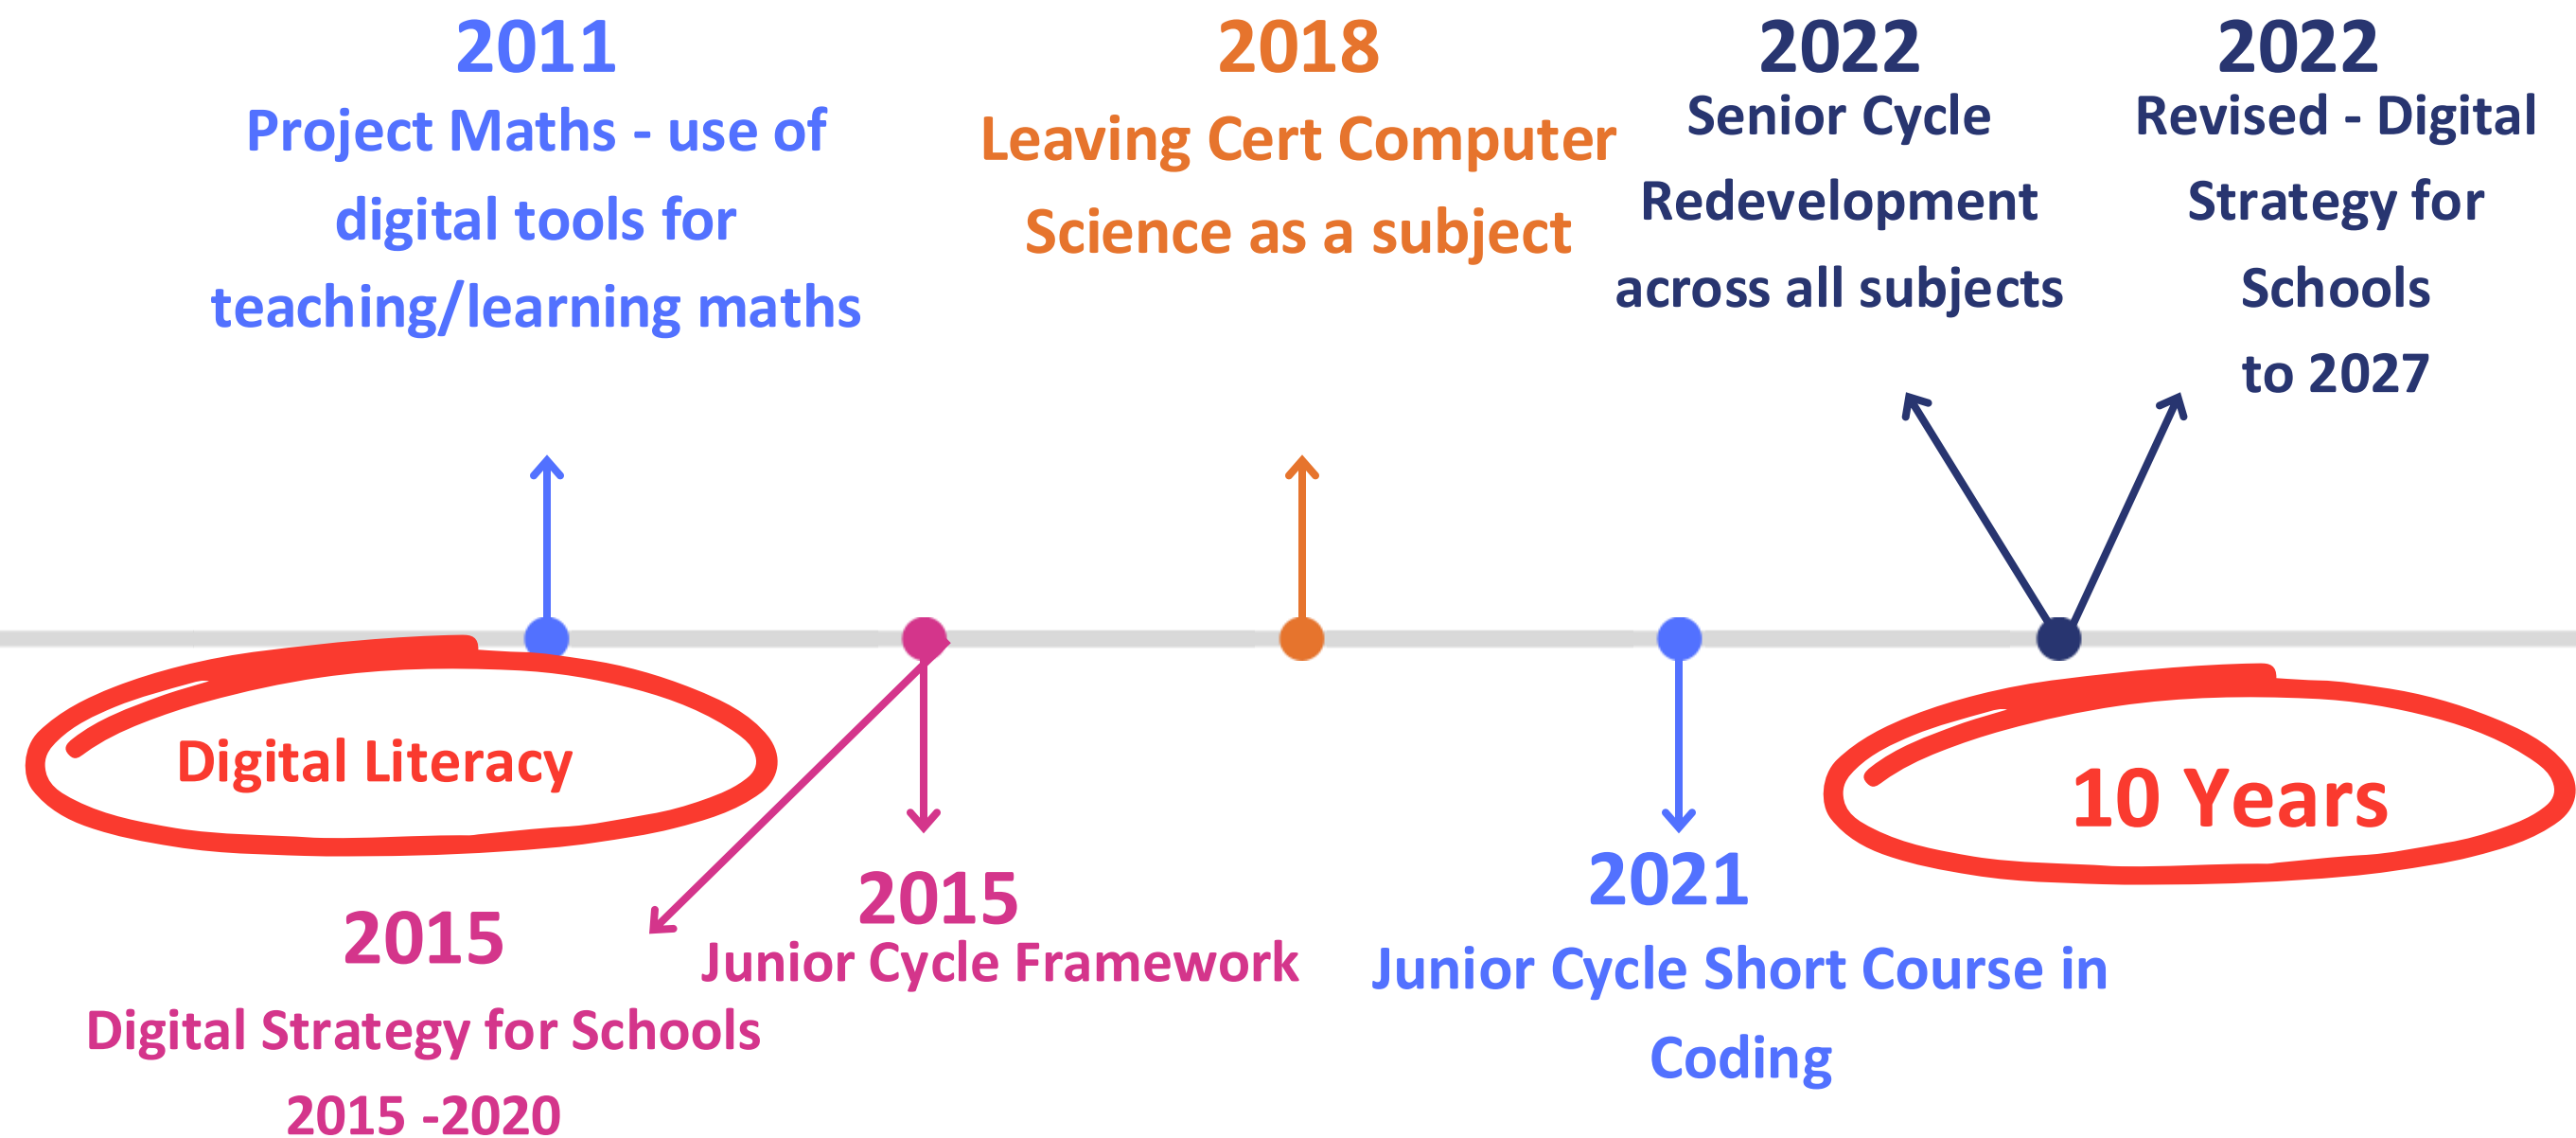 2011
Project Maths - use of
digital tools for
teaching/learning maths
2018
Leaving Cert Computer
Science as a subject
2022
Senior Cycle
Redevelopment
across all subjects
2022
Revised - Digital
Strategy for
Schools
to 2027
Digital Literacy
10 Years
2015
Digital Strategy for Schools
2015 -2020
2015
Junior Cycle Framework
2021
Junior Cycle Short Course in
Coding